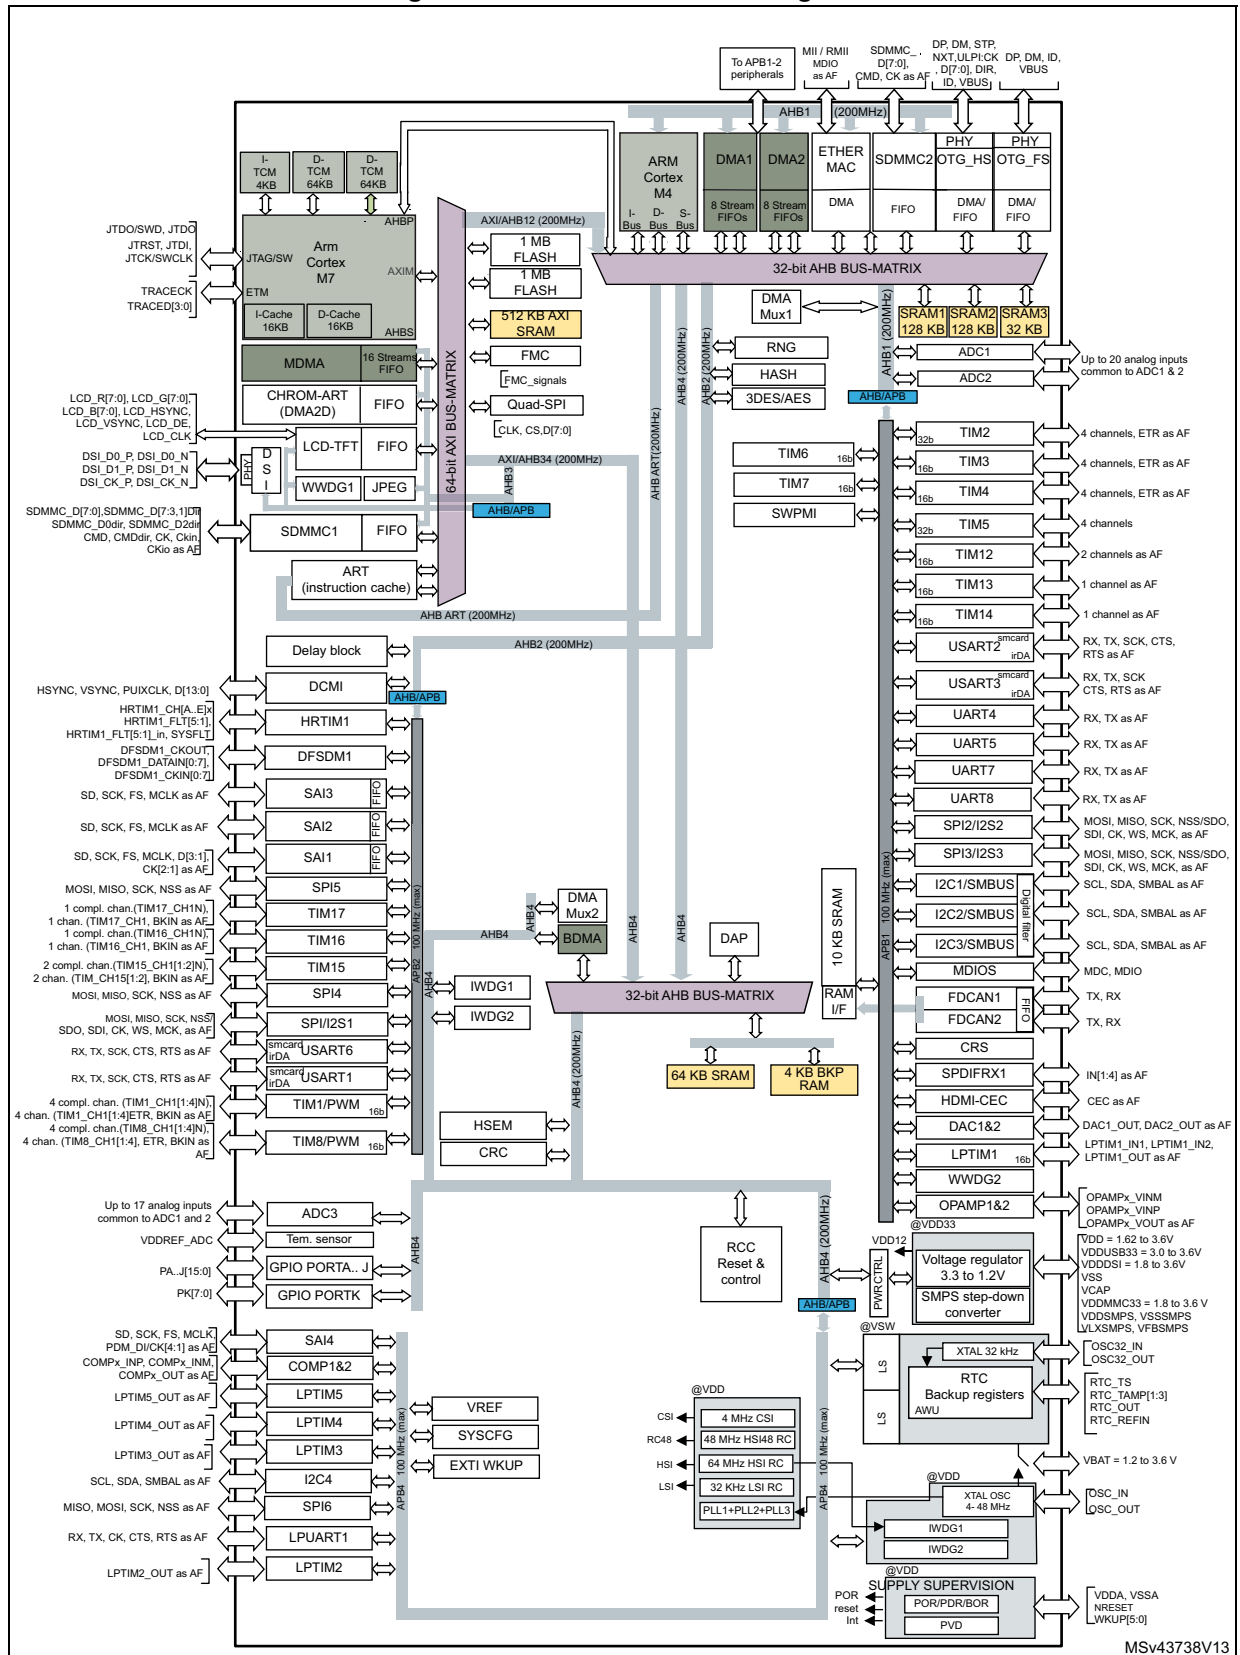 To APB1-2
peripherals
MII / RMII
MDIO
as AF
SDMMC_
D[7:0],
CMD, CK as AF
DP, DM, STP,
NXT,ULPI:CK
, D[7:0], DIR,
ID, VBUS
DP, DM, ID,
VBUS
AHB1 (200MHz)
I-
TCM
4KB
D-
TCM
64KB
D-
TCM
64KB
AHBP
Arm
Cortex
M7
JTAG/SW
ETM
AXIM
AHBS
I-Cache
16KB
D-Cache
16KB
JTDO/SWD, JTDO
JTRST, JTDI,
JTCK/SWCLK
TRACECK
TRACED[3:0]
ARM
Cortex
M4
I-
Bus
D-
Bus
S-
Bus
DMA1
8 Stream
FIFOs
DMA2
8 Stream
FIFOs
ETHER
MAC
DMA
SDMMC2
FIFO
PHY
OTG_HS
DMA/
FIFO
PHY
OTG_FS
DMA/
FIFO
AXI/AHB12 (200MHz)
32-bit AHB BUS-MATRIX
64-bit AXI BUS-MATRIX
1 MB
FLASH
1 MB
FLASH
512 KB AXI
SRAM
FMC
FMC_signals
Quad-SPI
CLK, CS,D[7:0]
MDMA
16 Streams
FIFO
CHROM-ART
(DMA2D)
FIFO
LCD_R[7:0], LCD_G[7:0],
LCD_B[7:0], LCD_HSYNC,
LCD_VSYNC, LCD_DE,
LCD_CLK
LCD-TFT
FIFO
DSI_D0_P, DSI_D0_N
DSI_D1_P, DSI_D1_N
DSI_CK_P, DSI_CK_N
PHY
D
S
I
WWDG1
JPEG
SDMMC_D[7:0],SDMMC_D[7:3,1]Dir
SDMMC_D0dir, SDMMC_D2dir
CMD, CMDdir, CK, Ckin,
CKio as AF
SDMMC1
FIFO
ART
(instruction cache)
AXI/AHB34 (200MHz)
AHB3
AHB/APB
AHB ART (200MHz)
AHB ART(200MHz)
AHB4 (200MHz)
AHB2 (200MHz)
AHB1 (200MHz)
DMA
Mux1
SRAM1
128 KB
SRAM2
128 KB
SRAM3
32 KB
RNG
HASH
3DES/AES
ADC1
ADC2
Up to 20 analog inputs
common to ADC1 & 2
AHB/APB
TIM6
16b
TIM7
16b
SWPMI
TIM2
32b
4 channels, ETR as AF
TIM3
16b
4 channels, ETR as AF
TIM4
16b
4 channels, ETR as AF
TIM5
32b
4 channels
TIM12
16b
2 channels as AF
TIM13
16b
1 channel as AF
TIM14
16b
1 channel as AF
USART2
smcard
irDA
RX, TX, SCK, CTS,
RTS as AF
USART3
smcard
irDA
RX, TX, SCK
CTS, RTS as AF
UART4
RX, TX as AF
UART5
RX, TX as AF
UART7
RX, TX as AF
UART8
RX, TX as AF
SPI2/I2S2
MOSI, MISO, SCK, NSS/SDO,
SDI, CK, WS, MCK, as AF
SPI3/I2S3
MOSI, MISO, SCK, NSS/SDO,
SDI, CK, WS, MCK, as AF
I2C1/SMBUS
SCL, SDA, SMBAL as AF
I2C2/SMBUS
SCL, SDA, SMBAL as AF
I2C3/SMBUS
SCL, SDA, SMBAL as AF
Digital filter
MDIOS
MDC, MDIO
FDCAN1
TX, RX
FDCAN2
TX, RX
FIFO
CRS
SPDIFRX1
IN[1:4] as AF
HDMI-CEC
CEC as AF
DAC1&2
DAC1_OUT, DAC2_OUT as AF
LPTIM1
16b
LPTIM1_IN1, LPTIM1_IN2,
LPTIM1_OUT as AF
WWDG2
OPAMP1&2
OPAMPx_VINM
OPAMPx_VINP
OPAMPx_VOUT as AF
APB1 100 MHz (max)
10 KB SRAM
RAM
I/F
AHB2 (200MHz)
Delay block
HSYNC, VSYNC, PUIXCLK, D[13:0]
DCMI
AHB/APB
HRTIM1_CH[A..E]x
HRTIM1_FLT[5:1],
HRTIM1_FLT[5:1]_in, SYSFLT
HRTIM1
DFSDM1_CKOUT,
DFSDM1_DATAIN[0:7],
DFSDM1_CKIN[0:7]
DFSDM1
SD, SCK, FS, MCLK as AF
SAI3
FIFO
SD, SCK, FS, MCLK as AF
SAI2
FIFO
SD, SCK, FS, MCLK, D[3:1],
CK[2:1] as AF
SAI1
FIFO
MOSI, MISO, SCK, NSS as AF
SPI5
1 compl. chan.(TIM17_CH1N),
1 chan. (TIM17_CH1, BKIN as AF
TIM17
1 compl. chan.(TIM16_CH1N),
1 chan. (TIM16_CH1, BKIN as AF
TIM16
2 compl. chan.(TIM15_CH1[1:2]N),
2 chan. (TIM_CH15[1:2], BKIN as AF
TIM15
MOSI, MISO, SCK, NSS as AF
SPI4
MOSI, MISO, SCK, NSS/
SDO, SDI, CK, WS, MCK, as AF
SPI/I2S1
RX, TX, SCK, CTS, RTS as AF
smcard
irDA
USART6
RX, TX, SCK, CTS, RTS as AF
smcard
irDA
USART1
4 compl. chan. (TIM1_CH1[1:4]N),
4 chan. (TIM1_CH1[1:4]ETR, BKIN as AF
TIM1/PWM
16b
4 compl. chan.(TIM8_CH1[1:4]N),
4 chan. (TIM8_CH1[1:4], ETR, BKIN as
AF
TIM8/PWM
16b
APB2 100 MHz (max)
AHB4
AHB4
AHB4
AHB4
AHB4
DMA
Mux2
BDMA
DAP
IWDG1
IWDG2
32-bit AHB BUS-MATRIX
64 KB SRAM
4 KB BKP
RAM
AHB4 (200MHz)
HSEM
CRC
Up to 17 analog inputs
common to ADC1 and 2
ADC3
VDDREF_ADC
Tem. sensor
PA..J[15:0]
GPIO PORTA.. J
PK[7:0]
GPIO PORTK
AHB4
RCC
Reset &
control
AHB4 (200MHz)
AHB/APB
@VDD33
VDD12
PWRCTRL
Voltage regulator
3.3 to 1.2V
SMPS step-down
converter
VDD = 1.62 to 3.6V
VDDUSB33 = 3.0 to 3.6V
VDDDSI = 1.8 to 3.6V
VSS
VCAP
VDDMMC33 = 1.8 to 3.6 V
VDDSMPS, VSSSMPS
VLXSMPS, VFBSMPS
SD, SCK, FS, MCLK,
PDM_DI/CK[4:1] as AF
SAI4
COMPx_INP, COMPx_INM,
COMPx_OUT as AF
COMP1&2
LPTIM5_OUT as AF
LPTIM5
LPTIM4_OUT as AF
LPTIM4
LPTIM3_OUT as AF
LPTIM3
SCL, SDA, SMBAL as AF
I2C4
MISO, MOSI, SCK, NSS as AF
SPI6
RX, TX, CK, CTS, RTS as AF
LPUART1
LPTIM2_OUT as AF
LPTIM2
APB4 100 MHz (max)
VREF
SYSCFG
EXTI WKUP
@VDD
CSI
4 MHz CSI
RC48
48 MHz HSI48 RC
HSI
64 MHz HSI RC
LSI
32 KHz LSI RC
PLL1+PLL2+PLL3
APB4 100 MHz (max)
@VSW
LS
LS
XTAL 32 kHz
RTC
Backup registers
AWU
OSC32_IN
OSC32_OUT
RTC_TS
RTC_TAMP[1:3]
RTC_OUT
RTC_REFIN
VBAT = 1.2 to 3.6 V
@VDD
XTAL OSC
4- 48 MHz
IWDG1
IWDG2
OSC_IN
OSC_OUT
@VDD
SUPPLY SUPERVISION
POR
reset
Int
POR/PDR/BOR
PVD
VDDA, VSSA
NRESET
WKUP[5:0]
MSv43738V13